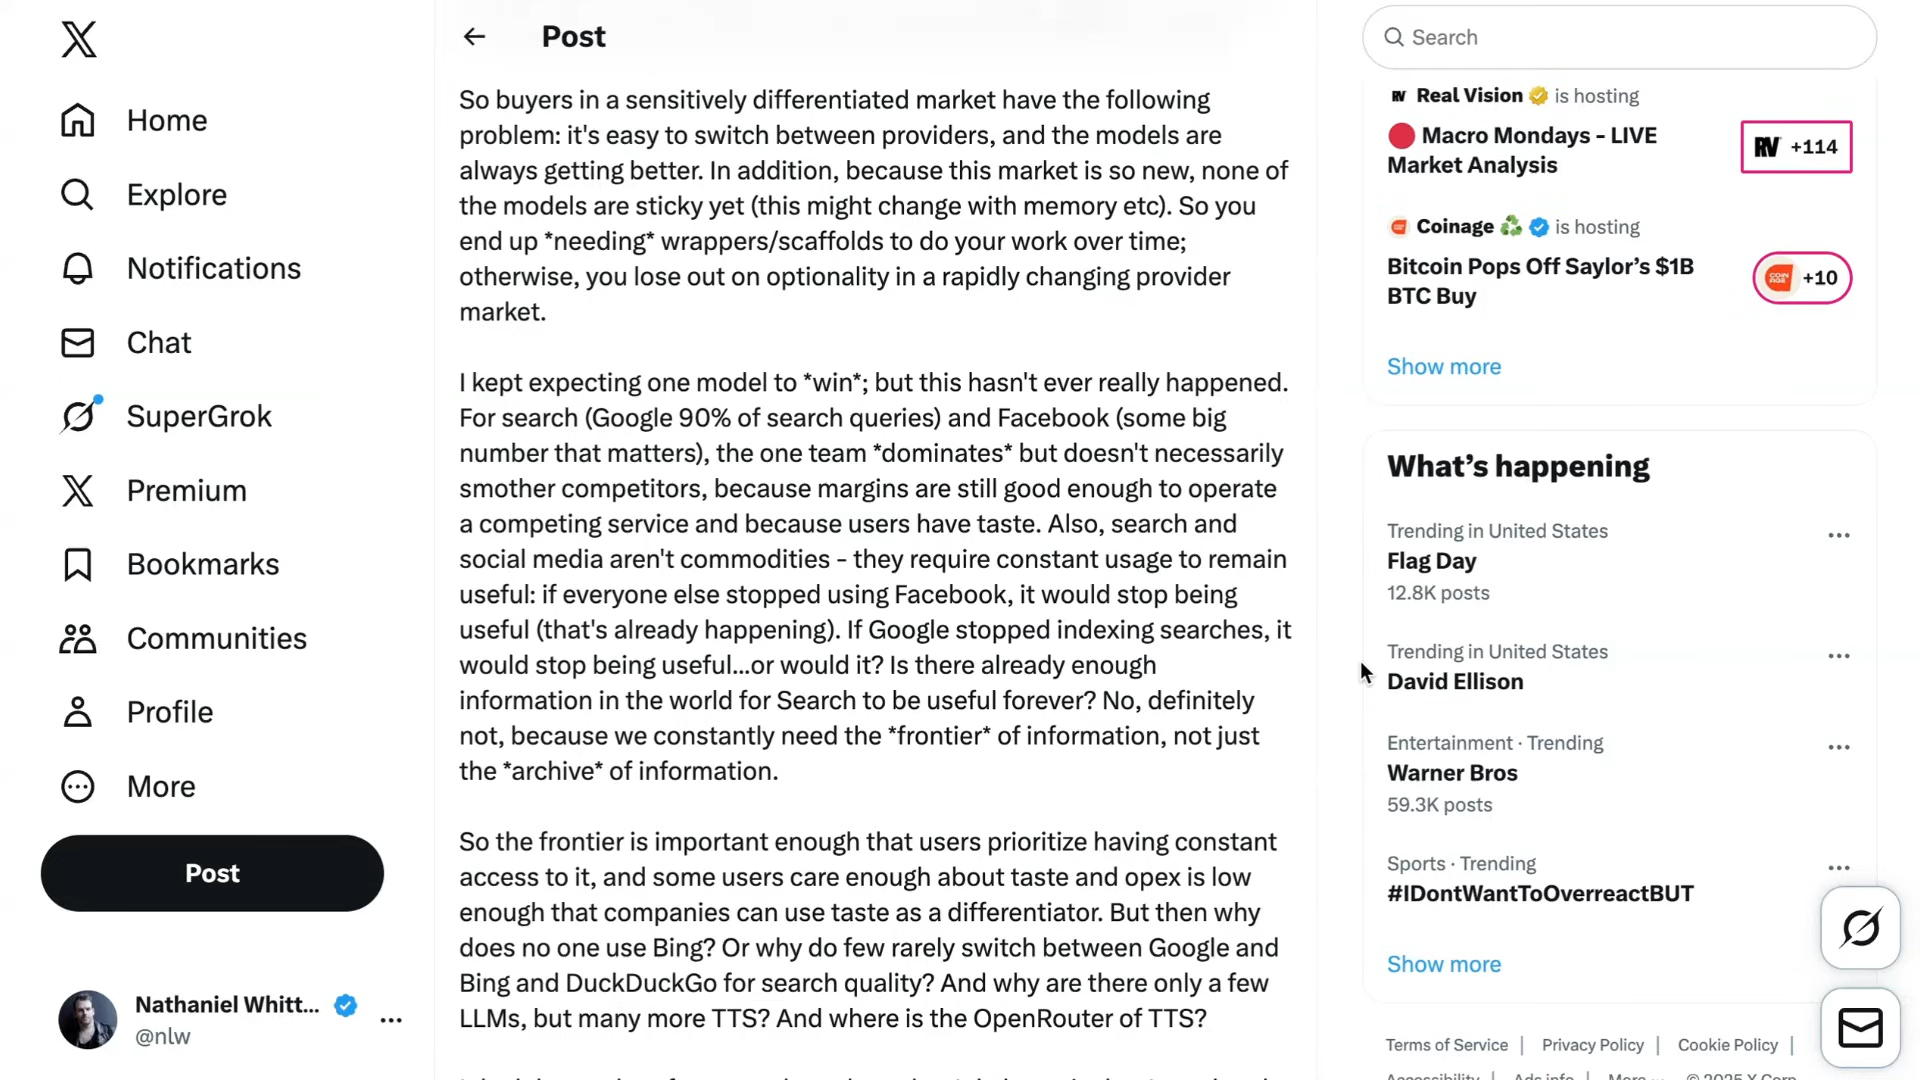 Home
Explore
Notifications
Chat
SuperGrok
Premium
Bookmarks
Communities
Profile
More
Post
Nathaniel Whitt...
@nlw
Post
So buyers in a sensitively differentiated market have the following
problem: it's easy to switch between providers, and the models are
always getting better. In addition, because this market is so new, none of
the models are sticky yet (this might change with memory etc). So you
end up *needing* wrappers/scaffolds to do your work over time;
otherwise, you lose out on optionality in a rapidly changing provider
market.
I kept expecting one model to *win*; but this hasn't ever really happened.
For search (Google 90% of search queries) and Facebook (some big
number that matters), the one team *dominates* but doesn't necessarily
smother competitors, because margins are still good enough to operate
a competing service and because users have taste. Also, search and
social media aren't commodities - they require constant usage to remain
useful: if everyone else stopped using Facebook, it would stop being
useful (that's already happening). If Google stopped indexing searches, it
would stop being useful...or would it? Is there already enough
information in the world for Search to be useful forever? No, definitely
not, because we constantly need the *frontier* of information, not just
the *archive* of information.
So the frontier is important enough that users prioritize having constant
access to it, and some users care enough about taste and opex is low
enough that companies can use taste as a differentiator. But then why
does no one use Bing? Or why do few rarely switch between Google and
Bing and DuckDuckGo for search quality? And why are there only a few
LLMs, but many more TTS? And where is the OpenRouter of TTS?
Search
RV Real Vision is hosting
Macro Mondays - LIVE
Market Analysis
RV +114
Coinage is hosting
Bitcoin Pops Off Saylor's $1B
BTC Buy
COIN AGE +10
Show more
What's happening
Trending in United States
Flag Day
12.8K posts
Trending in United States
David Ellison
Entertainment · Trending
Warner Bros
59.3K posts
Sports · Trending
#IDontWantToOverreactBUT
Show more
Terms of Service | Privacy Policy | Cookie Policy |
Accessibility | Ads info | More ... © 2025 X Corp.